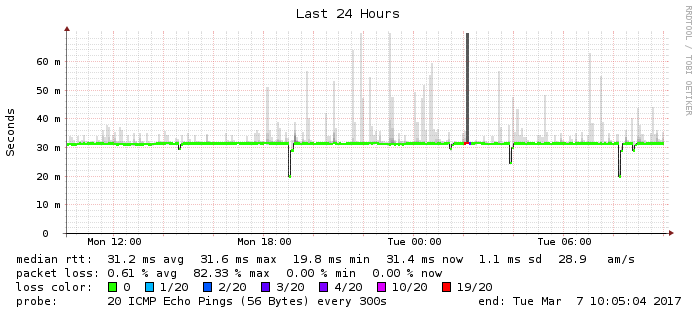 Last 24 Hours
RRDTOOL / TOBI OETIKER
Seconds
60 m
50 m
40 m
30 m
20 m
10 m
0
Mon 12:00 Mon 18:00 Tue 00:00 Tue 06:00
median rtt: 31.2 ms avg 31.6 ms max 19.8 ms min 31.4 ms now 1.1 ms sd 28.9 am/s
packet loss: 0.61 % avg 82.33 % max 0.00 % min 0.00 % now
loss color: 0 1/20 2/20 3/20 4/20 10/20 19/20
probe: 20 ICMP Echo Pings (56 Bytes) every 300s end: Tue Mar 7 10:05:04 2017